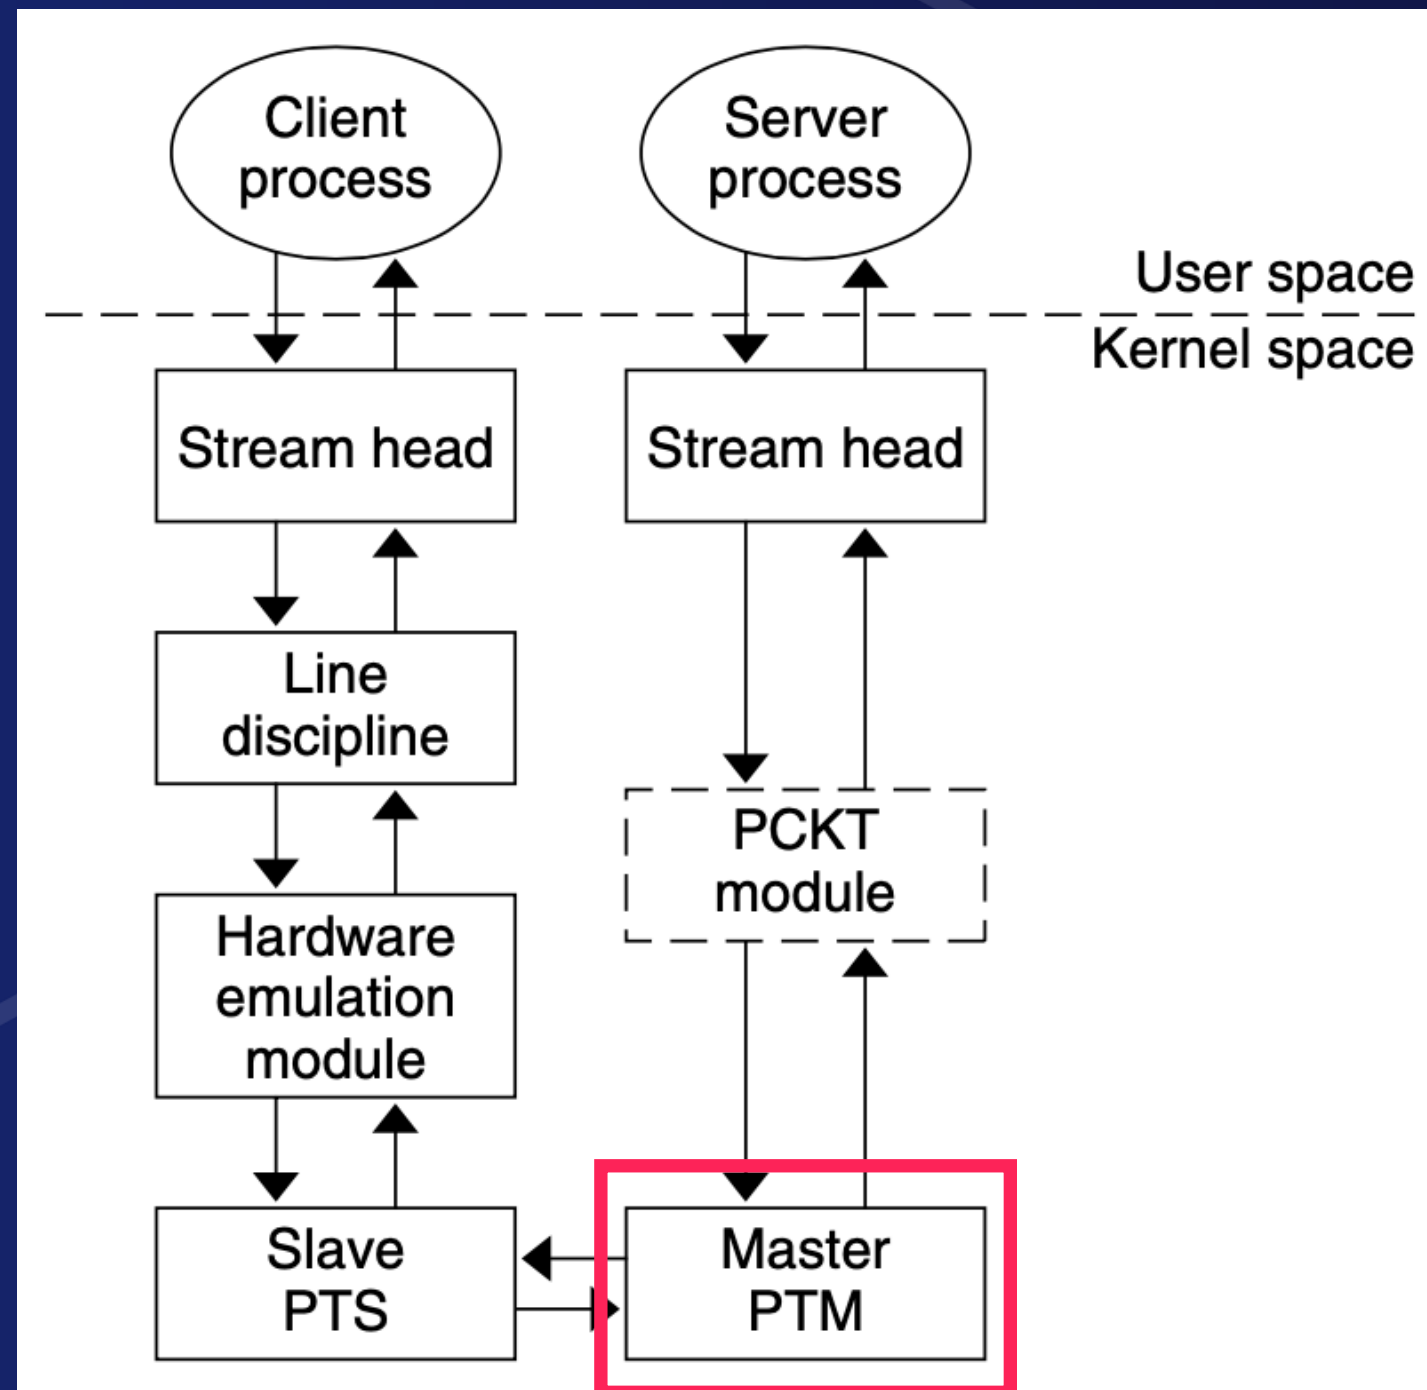 Client
process
Server
process
User space
Kernel space
Stream head
Stream head
Line
discipline
PCKT
module
Hardware
emulation
module
Slave
PTS
Master
PTM